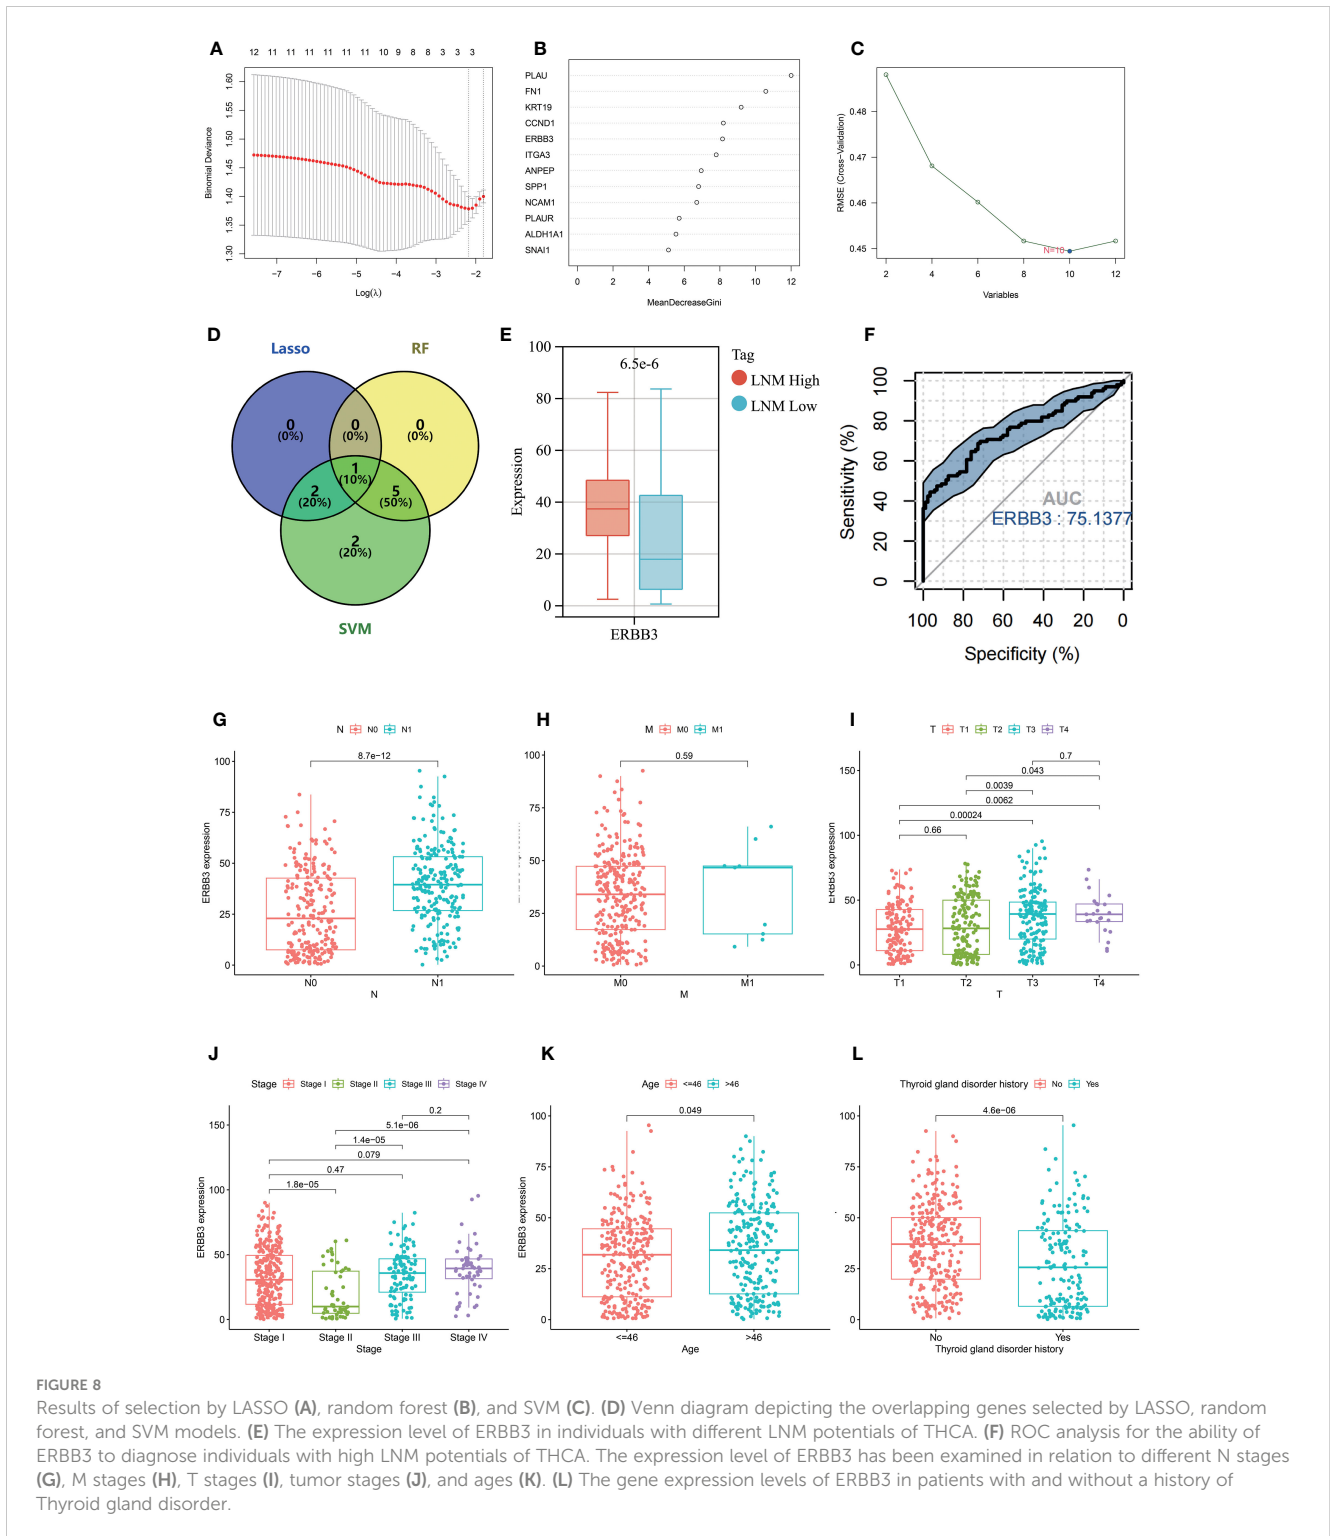 A
12 11 11 11 11 11 11 10 9 8 8 3 3 3
1.60
1.55
1.50
1.45
1.40
1.35
1.30
Binomial Deviance
−7 −6 −5 −4 −3 −2
Log(λ)
B
PLAU
FN1
KRT19
CCND1
ERBB3
ITGA3
ANPEP
SPP1
NCAM1
PLAUR
ALDH1A1
SNAI1
0 2 4 6 8 10 12
MeanDecreaseGini
C
0.48
0.47
0.46
0.45
RMSE (Cross−Validation)
N=10
2 4 6 8 10 12
Variables
D
Lasso RF
0 (0%)
0 (0%)
0 (0%)
1 (10%)
2 (20%)
5 (50%)
2 (20%)
SVM
E
100
80
60
40
20
0
Expression
6.5e-6
ERBB3
Tag
LNM High
LNM Low
F
100
80
60
40
20
0
Sensitivity (%)
AUC
ERBB3 : 75.1377
100 80 60 40 20 0
Specificity (%)
G
N N0 N1
8.7e−12
100
75
50
25
0
ERBB3 expression
N0 N1
N
H
M M0 M1
0.59
100
75
50
25
0
M0 M1
M
I
T T1 T2 T3 T4
0.7
0.043
0.0039
0.0062
0.00024
0.66
150
100
50
0
ERBB3 expression
T1 T2 T3 T4
T
J
Stage Stage I Stage II Stage III Stage IV
0.2
5.1e−06
1.4e−05
0.079
0.47
1.8e−05
150
100
50
0
ERBB3 expression
Stage I Stage II Stage III Stage IV
Stage
K
Age <=46 >46
0.049
100
75
50
25
0
ERBB3 expression
<=46 >46
Age
L
Thyroid gland disorder history No Yes
4.6e−06
100
75
50
25
0
No Yes
Thyroid gland disorder history
FIGURE 8
Results of selection by LASSO (A), random forest (B), and SVM (C). (D) Venn diagram depicting the overlapping genes selected by LASSO, random
forest, and SVM models. (E) The expression level of ERBB3 in individuals with different LNM potentials of THCA. (F) ROC analysis for the ability of
ERBB3 to diagnose individuals with high LNM potentials of THCA. The expression level of ERBB3 has been examined in relation to different N stages
(G), M stages (H), T stages (I), tumor stages (J), and ages (K). (L) The gene expression levels of ERBB3 in patients with and without a history of
Thyroid gland disorder.